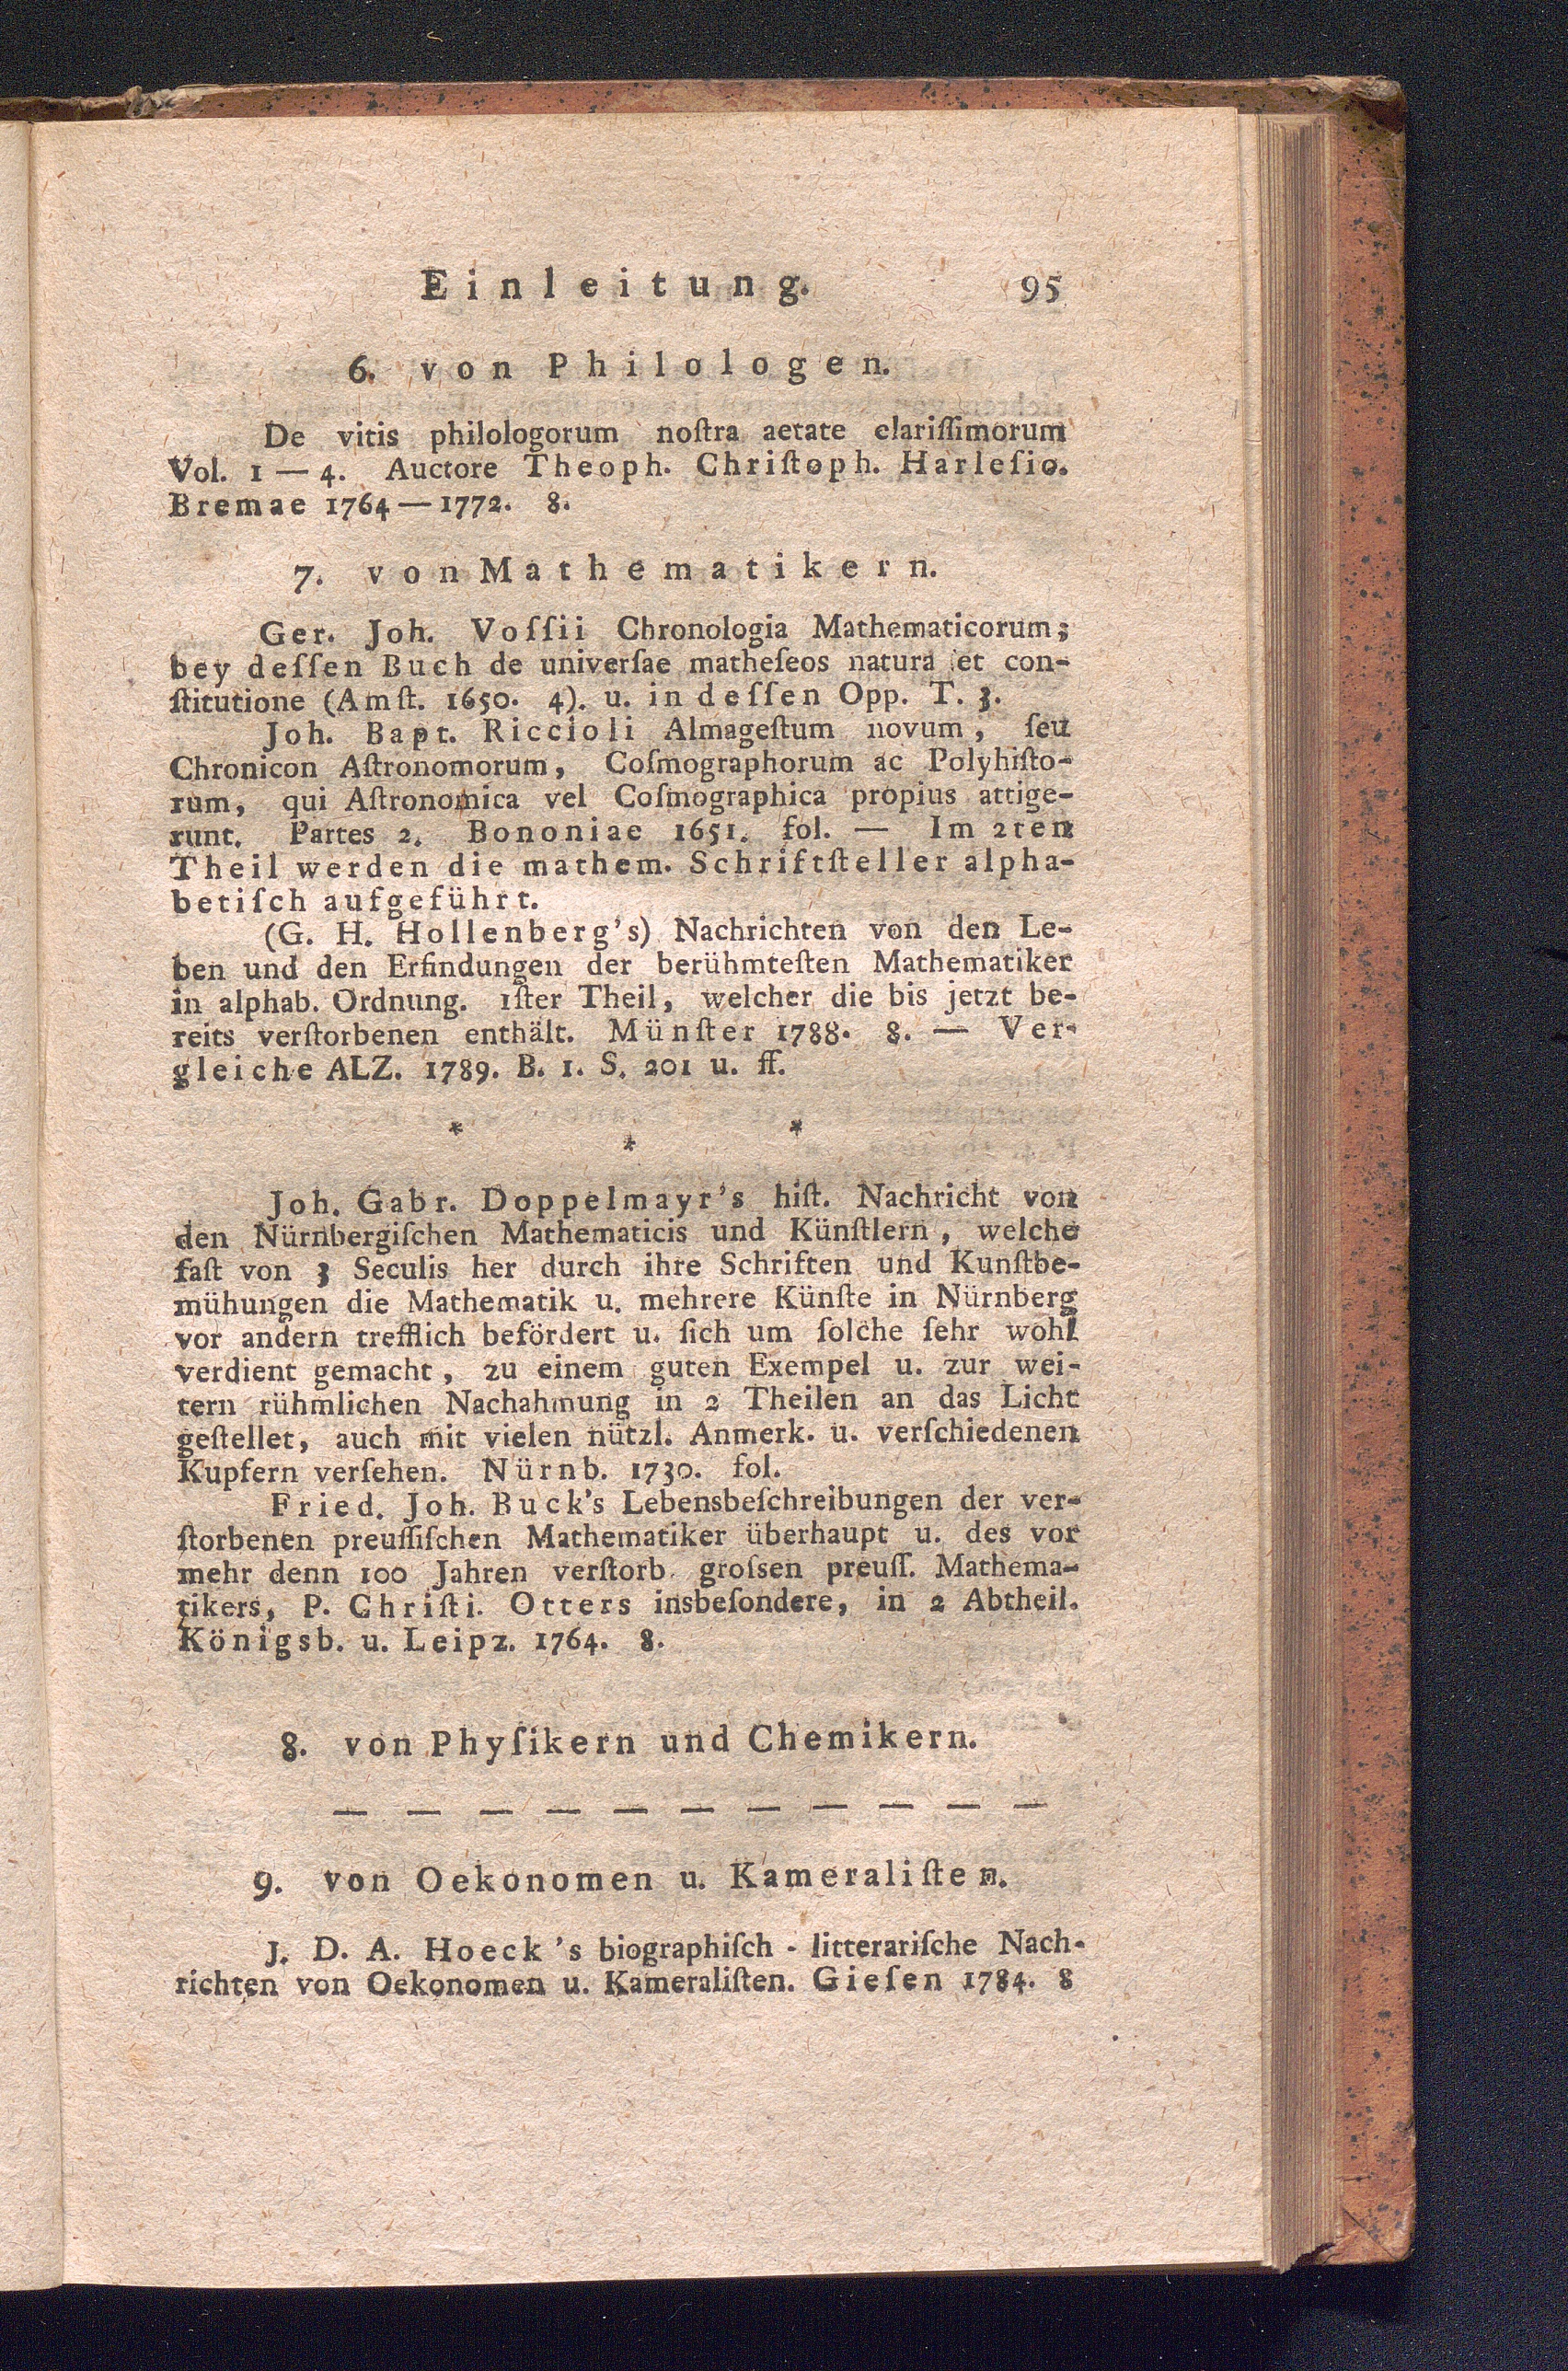 Einleitung. 95
6. von Philologen.
De vitis philologorum noſtra aetate clariſſimorum
Vol. 1 — 4. Auctore Theoph. Chriſtoph. Harleſio.
Bremae 1764 — 1772. 8.
7. von Mathematikern.
Ger. Joh. Voſſii Chronologia Mathematicorum;
bey deſſen Buch de univerſae matheſeos natura et con-
ſtitutione (Amſt. 1650. 4). u. in deſſen Opp. T. 3.
Joh. Bapt. Riccioli Almageſtum novum, ſeu
Chronicon Aſtronomorum, Coſmographorum ac Polyhiſto-
rum, qui Aſtronomica vel Coſmographica propius attige-
runt. Partes 2. Bononiae 1651. fol. — Im 2ten
Theil werden die mathem. Schriftſteller alpha-
betiſch aufgeführt.
(G. H. Hollenberg's) Nachrichten von den Le-
ben und den Erfindungen der berühmteſten Mathematiker
in alphab. Ordnung. 1ſter Theil, welcher die bis jetzt be-
reits verſtorbenen enthält. Münſter 1788. 8. — Ver-
gleiche ALZ. 1789. B. 1. S. 201 u. ff.
* * *
Joh. Gabr. Doppelmayr's hiſt. Nachricht von
den Nürnbergiſchen Mathematicis und Künſtlern, welche
faſt von 3 Seculis her durch ihre Schriften und Kunſtbe-
mühungen die Mathematik u. mehrere Künſte in Nürnberg
vor andern trefflich befördert u. ſich um ſolche ſehr wohl
verdient gemacht, zu einem guten Exempel u. zur wei-
tern rühmlichen Nachahmung in 2 Theilen an das Licht
geſtellet, auch mit vielen nützl. Anmerk. u. verſchiedenen
Kupfern verſehen. Nürnb. 1730. fol.
Fried. Joh. Buck's Lebensbeſchreibungen der ver-
ſtorbenen preuſſiſchen Mathematiker überhaupt u. des vor
mehr denn 100 Jahren verſtorb. groſsen preuſſ. Mathema-
tikers, P. Chriſti. Otters insbeſondere, in 2 Abtheil.
Königsb. u. Leipz. 1764. 8.
8. von Phyſikern und Chemikern.
— — — — — — — — — — —
9. von Oekonomen u. Kameraliſten.
J. D. A. Hoeck's biographiſch - litterariſche Nach-
richten von Oekonomen u. Kameraliſten. Gieſen 1784. 8